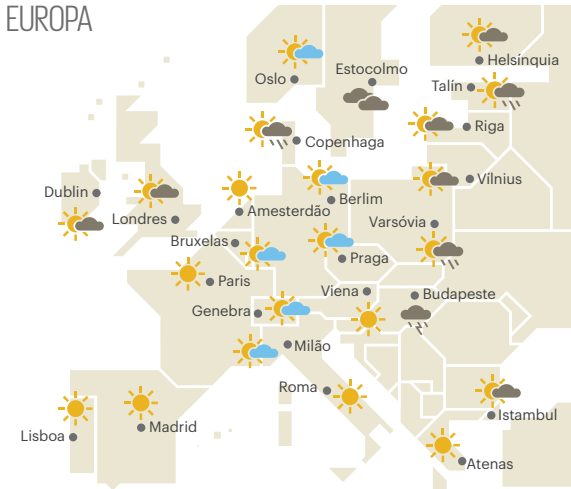 EUROPA
Helsínquia
Estocolmo
Oslo
Talín
Riga
Copenhaga
Vilnius
Dublin
Berlim
Londres
Amesterdão
Varsóvia
Bruxelas
Praga
Paris
Viena
Budapeste
Genebra
Milão
Roma
Istambul
Madrid
Lisboa
Atenas